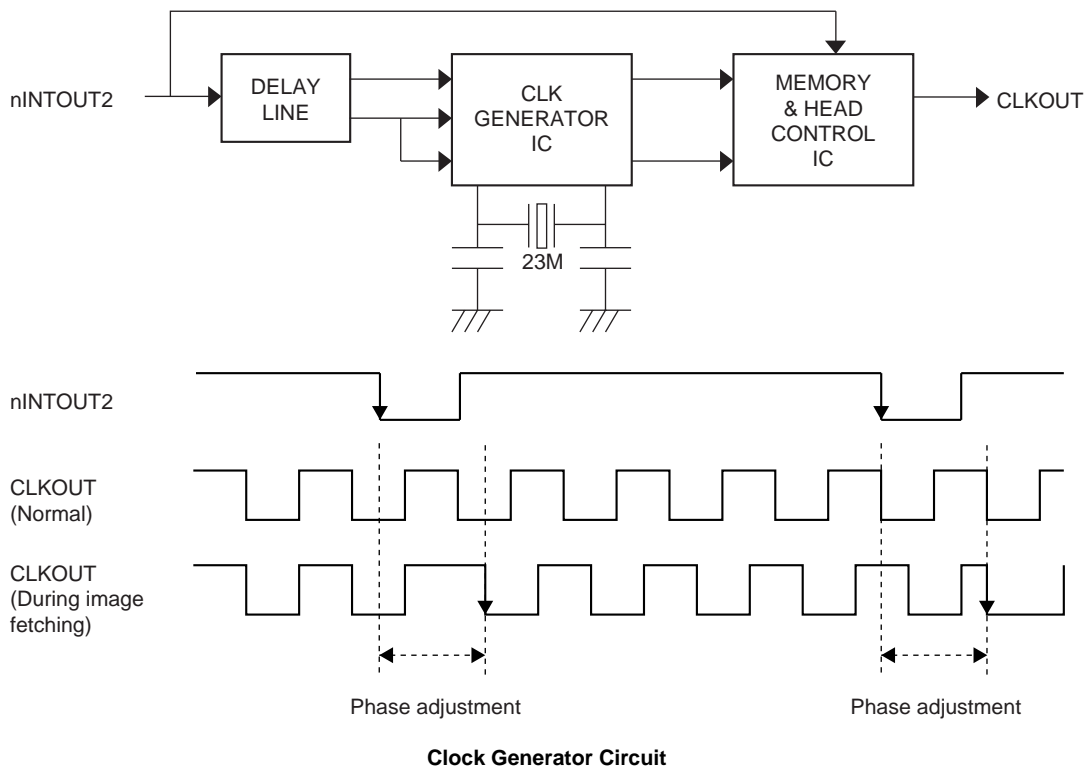 nINTOUT2
DELAY
LINE
CLK
GENERATOR
IC
MEMORY
& HEAD
CONTROL
IC
CLKOUT
23M
nINTOUT2
CLKOUT
(Normal)
CLKOUT
(During image
fetching)
Phase adjustment
Phase adjustment
Clock Generator Circuit